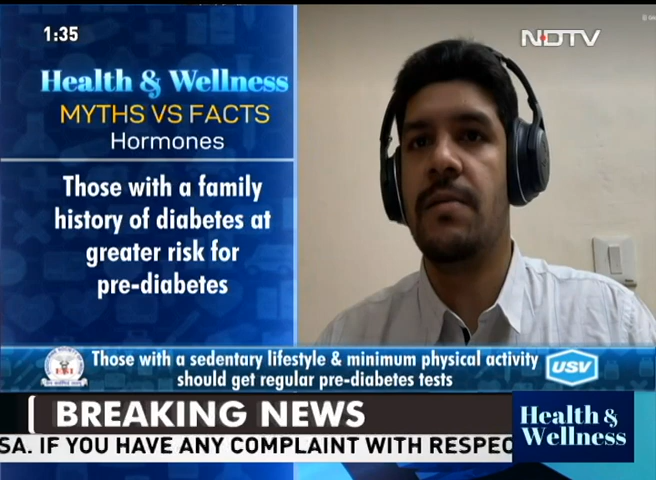 1:35
NDTV
Health & Wellness
MYTHS VS FACTS
Hormones
Those with a family
history of diabetes at
greater risk for
pre-diabetes
Those with a sedentary lifestyle & minimum physical activity
should get regular pre-diabetes tests
USV
BREAKING NEWS
Health &
Wellness
SA. IF YOU HAVE ANY COMPLAINT WITH RESPEC